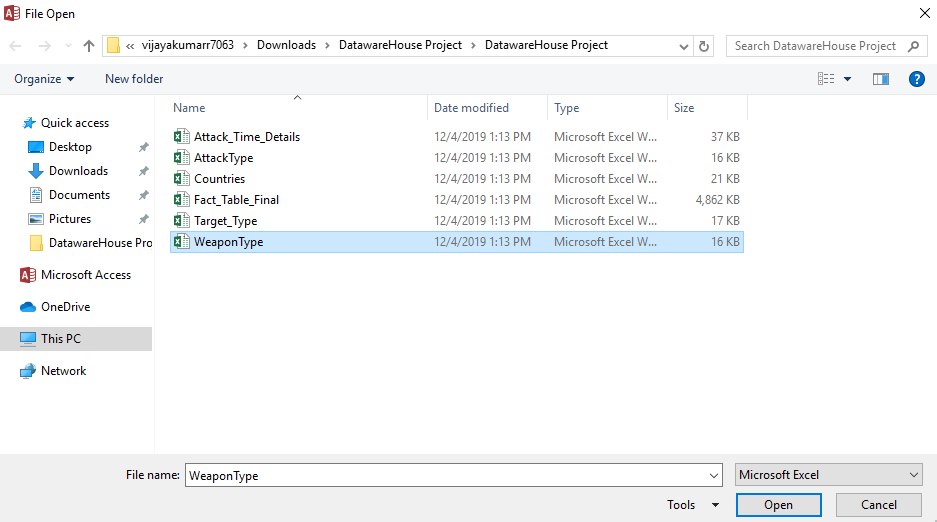 File Open
« vijayakumarr7063 > Downloads > DatawareHouse Project > DatawareHouse Project
Search DatawareHouse Project
Organize New folder
Name Date modified Type Size
Quick access
Desktop
Downloads
Documents
Pictures
DatawareHouse Pro
Microsoft Access
OneDrive
This PC
Network
Attack_Time_Details 12/4/2019 1:13 PM Microsoft Excel W... 37 KB
AttackType 12/4/2019 1:13 PM Microsoft Excel W... 16 KB
Countries 12/4/2019 1:13 PM Microsoft Excel W... 21 KB
Fact_Table_Final 12/4/2019 1:13 PM Microsoft Excel W... 4,862 KB
Target_Type 12/4/2019 1:13 PM Microsoft Excel W... 17 KB
WeaponType 12/4/2019 1:13 PM Microsoft Excel W... 16 KB
File name: WeaponType Microsoft Excel
Tools Open Cancel